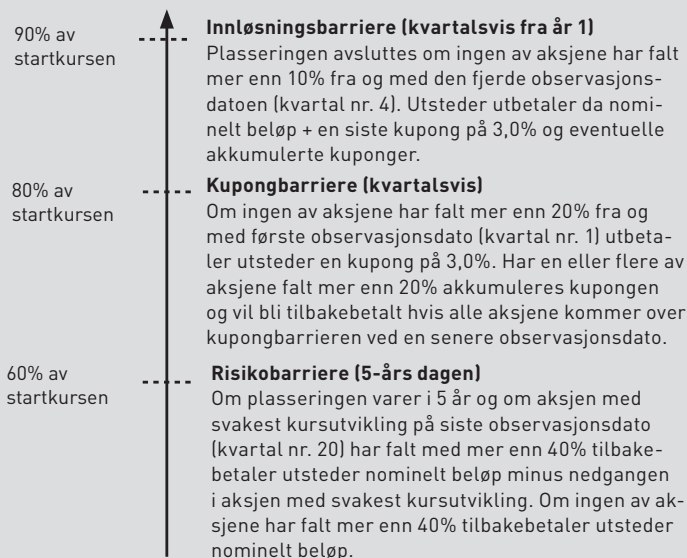 90% av
startkursen
Innløsningsbarriere (kvartalsvis fra år 1)
Plasseringen avsluttes om ingen av aksjene har falt
mer enn 10% fra og med den fjerde observasjons-
datoen (kvartal nr. 4). Utsteder utbetaler da nomi-
nelt beløp + en siste kupong på 3,0% og eventuelle
akkumulerte kuponger.
80% av
startkursen
Kupongbarriere (kvartalsvis)
Om ingen av aksjene har falt mer enn 20% fra og
med første observasjonsdato (kvartal nr. 1) utbeta-
ler utsteder en kupong på 3,0%. Har en eller flere av
aksjene falt mer enn 20% akkumuleres kupongen
og vil bli tilbakebetalt hvis alle aksjene kommer over
kupongbarrieren ved en senere observasjonsdato.
60% av
startkursen
Risikobarriere (5-års dagen)
Om plasseringen varer i 5 år og om aksjen med
svakest kursutvikling på siste observasjonsdato
(kvartal nr. 20) har falt med mer enn 40% tilbake-
betaler utsteder nominelt beløp minus nedgangen
i aksjen med svakest kursutvikling. Om ingen av ak-
sjene har falt mer enn 40% tilbakebetaler utsteder
nominelt beløp.